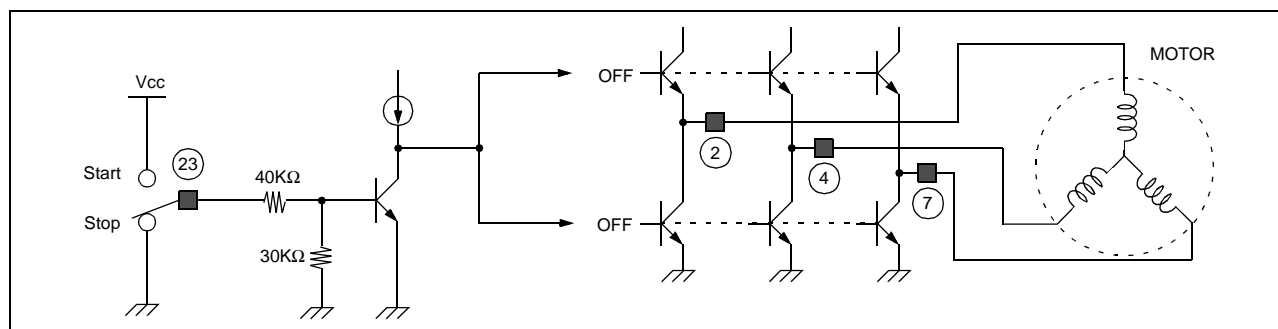 MOTOR
OFF
Vcc
2
23
Start
4
40KΩ
7
Stop
OFF
30KΩ